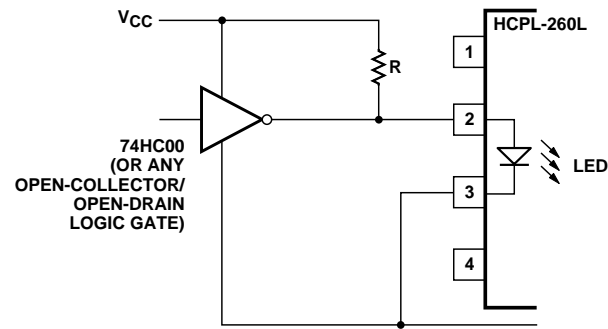 VCC
HCPL-260L
1
R
2
74HC00
(OR ANY
OPEN-COLLECTOR/
OPEN-DRAIN
LOGIC GATE)
LED
3
4